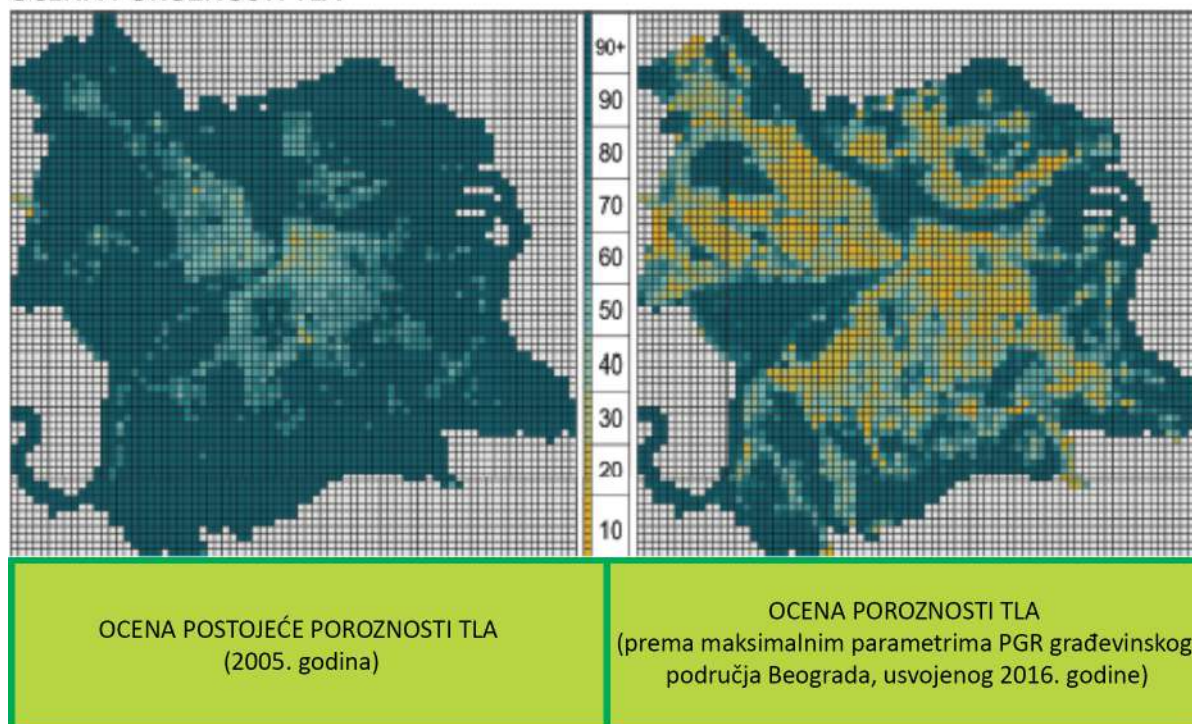 90+
90
80
70
60
50
40
30
20
10
OCENA POSTOJEĆE POROZNOSTI TLA
(2005. godina)
OCENA POROZNOSTI TLA
(prema maksimalnim parametrima PGR građevinskog
područja Beograda, usvojenog 2016. godine)